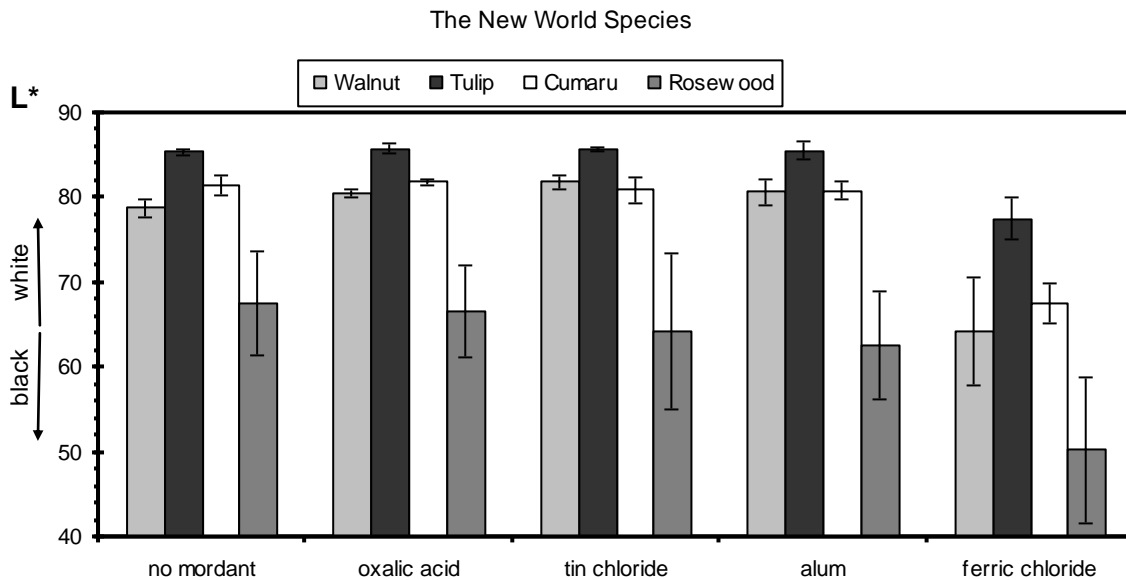 The New World Species
Walnut Tulip Cumaru Rosew ood
L*
90
80
70
60
50
40
white
black
no mordant oxalic acid tin chloride alum ferric chloride